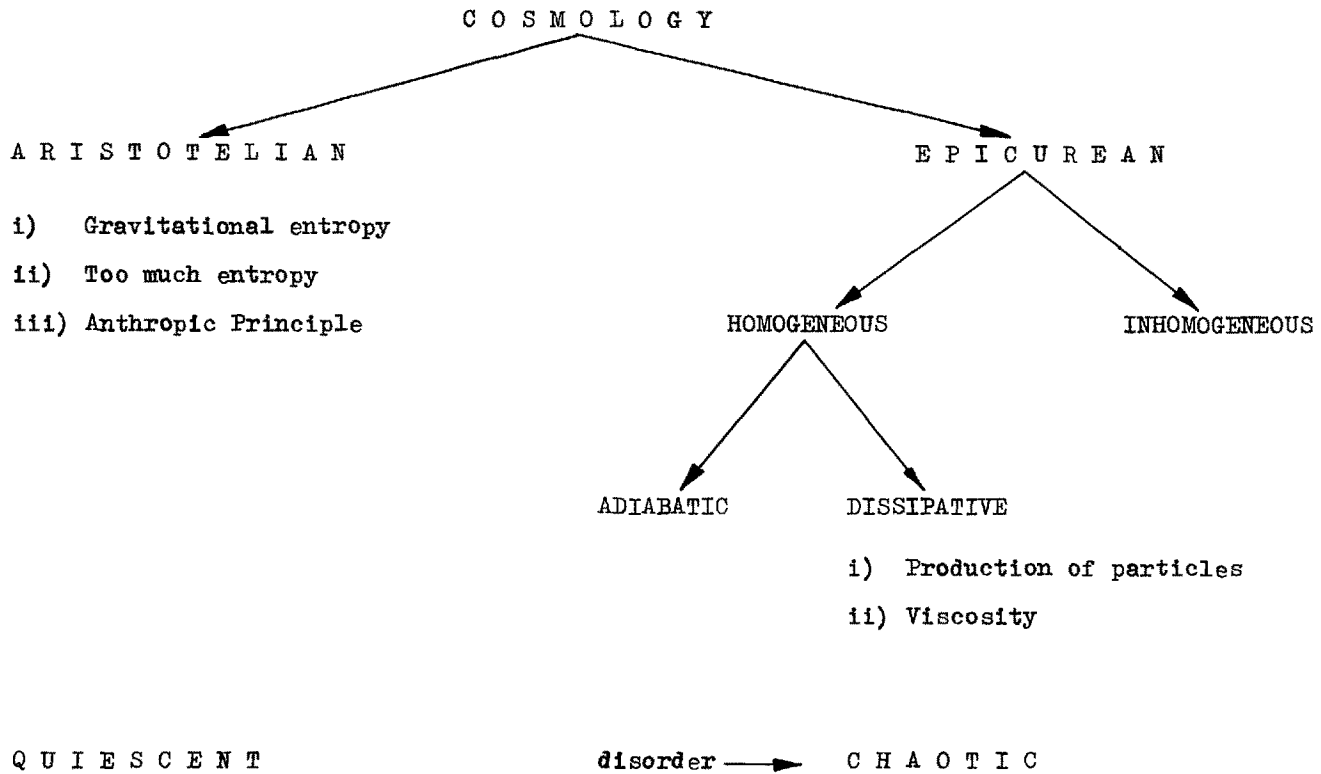 C O S M O L O G Y
A R I S T O T E L I A N
E P I C U R E A N
i) Gravitational entropy
ii) Too much entropy
iii) Anthropic Principle
HOMOGENEOUS
INHOMOGENEOUS
ADIABATIC
DISSIPATIVE
i) Production of particles
ii) Viscosity
Q U I E S C E N T
disorder
C H A O T I C